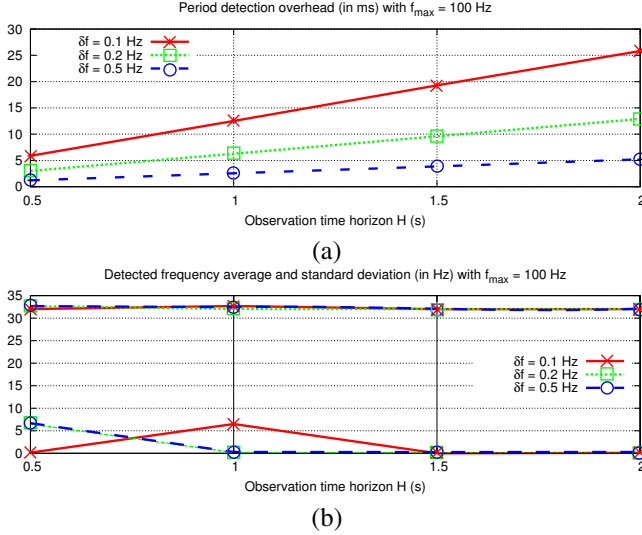 Period detection overhead (in ms) with fmax = 100 Hz
30
25
20
15
10
5
0
δf = 0.1 Hz
δf = 0.2 Hz
δf = 0.5 Hz
0.5 1 1.5 2
Observation time horizon H (s)
(a)
Detected frequency average and standard deviation (in Hz) with fmax = 100 Hz
35
30
25
20
15
10
5
0
δf = 0.1 Hz
δf = 0.2 Hz
δf = 0.5 Hz
0.5 1 1.5 2
Observation time horizon H (s)
(b)